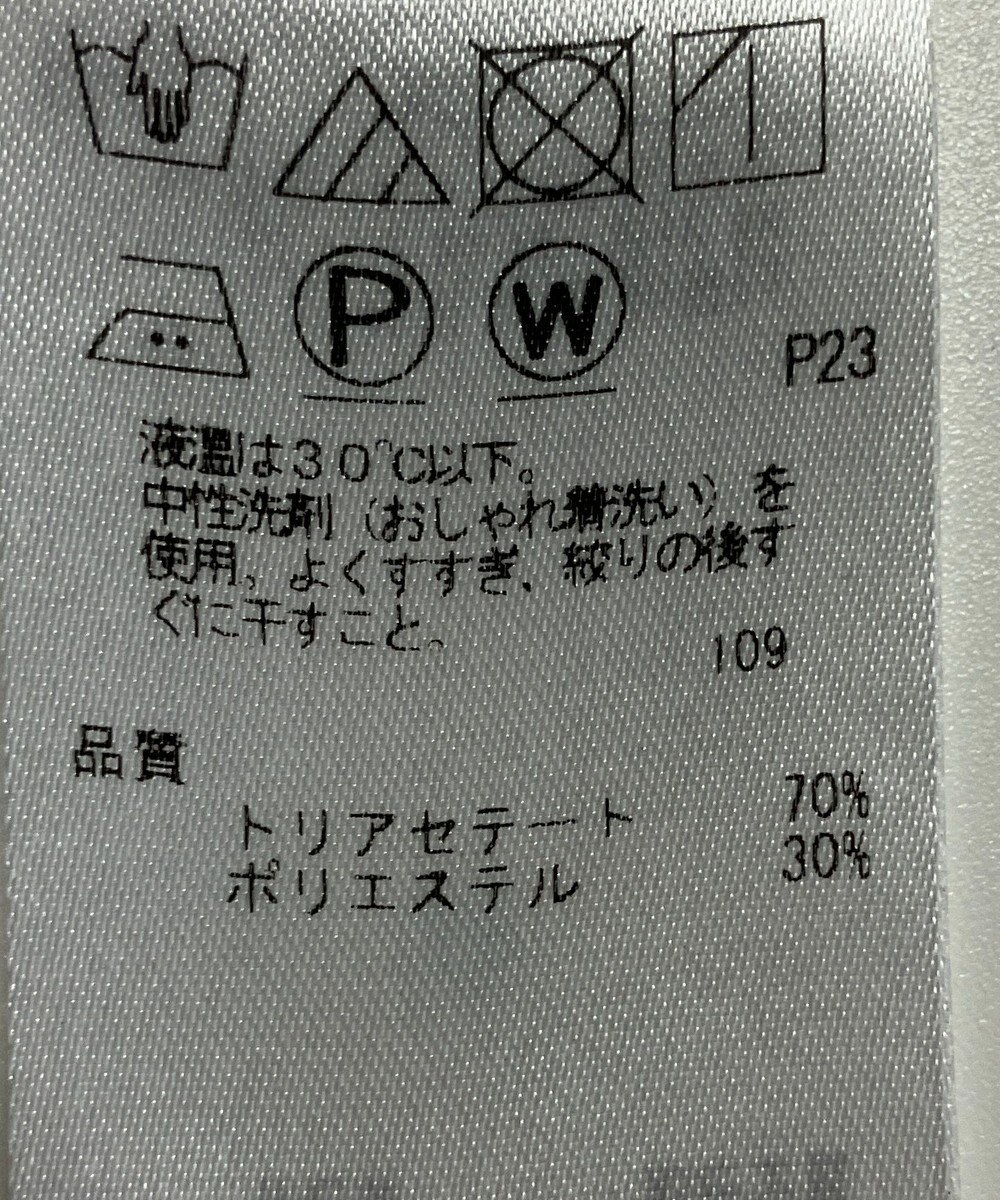 P
W
P23
液温は30℃以下。
中性洗剤(おしゃれ着洗い)を
使用。よくすすぎ、絞りの後す
ぐに干すこと。
109
品質
トリアセテート 70%
ポリエステル 30%